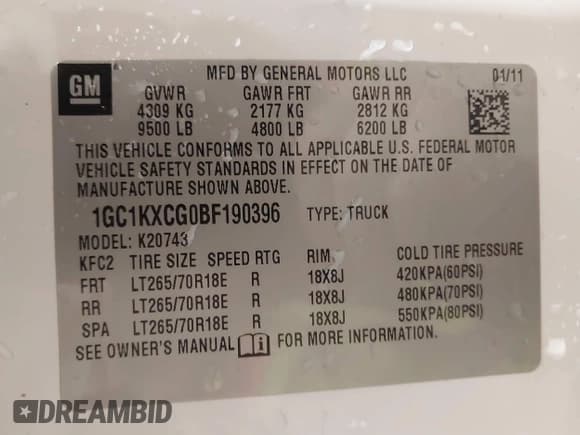 GM
MFD BY GENERAL MOTORS LLC 01/11
GVWR GAWR FRT GAWR RR
4309 KG 2177 KG 2812 KG
9500 LB 4800 LB 6200 LB
THIS VEHICLE CONFORMS TO ALL APPLICABLE U.S. FEDERAL MOTOR
VEHICLE SAFETY STANDARDS IN EFFECT ON THE DATE OF
MANUFACTURE SHOWN ABOVE.
1GC1KXCG0BF190396 TYPE: TRUCK
MODEL: K20743
KFC2 TIRE SIZE SPEED RTG RIM COLD TIRE PRESSURE
FRT LT265/70R18E R 18X8J 420KPA(60PSI)
RR LT265/70R18E R 18X8J 480KPA(70PSI)
SPA LT265/70R18E R 18X8J 550KPA(80PSI)
SEE OWNER'S MANUAL FOR MORE INFORMATION.
DREAMBID